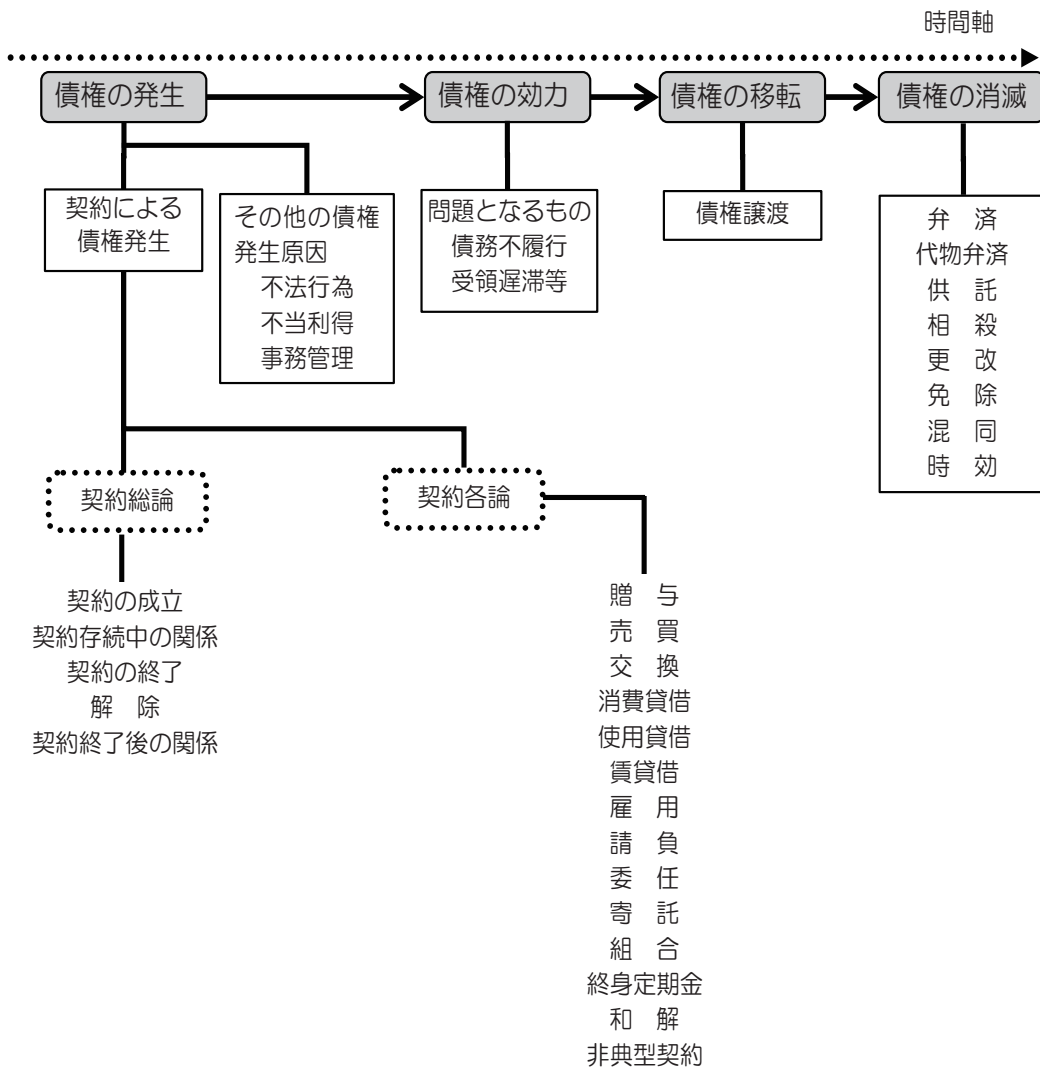 時間軸
債権の発生
債権の効力
債権の移転
債権の消滅
契約による
債権発生
その他の債権
発生原因
不法行為
不当利得
事務管理
問題となるもの
債務不履行
受領遅滞等
債権譲渡
弁　済
代物弁済
供　託
相　殺
更　改
免　除
混　同
時　効
契約総論
契約各論
契約の成立
契約存続中の関係
契約の終了
解　除
契約終了後の関係
贈　与
売　買
交　換
消費貸借
使用貸借
賃貸借
雇　用
請　負
委　任
寄　託
組　合
終身定期金
和　解
非典型契約